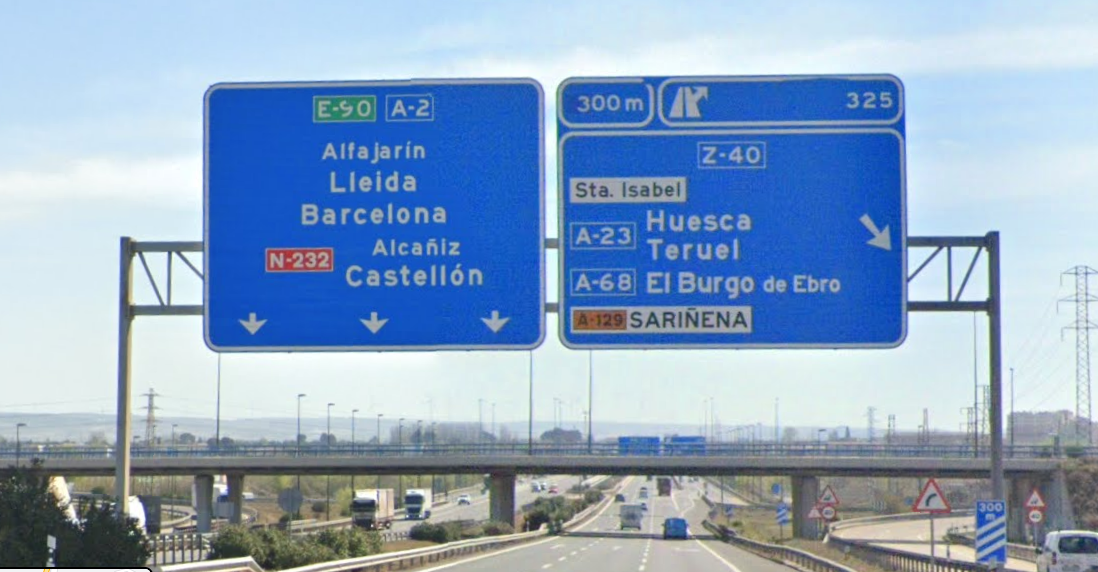 E-90 A-2
Alfajarín
Lleida
Barcelona
N-232 Alcañiz
Castellón
300 m 325
Z-40
Sta. Isabel
A-23 Huesca
Teruel
A-68 El Burgo de Ebro
A-129 SARIÑENA
300 m